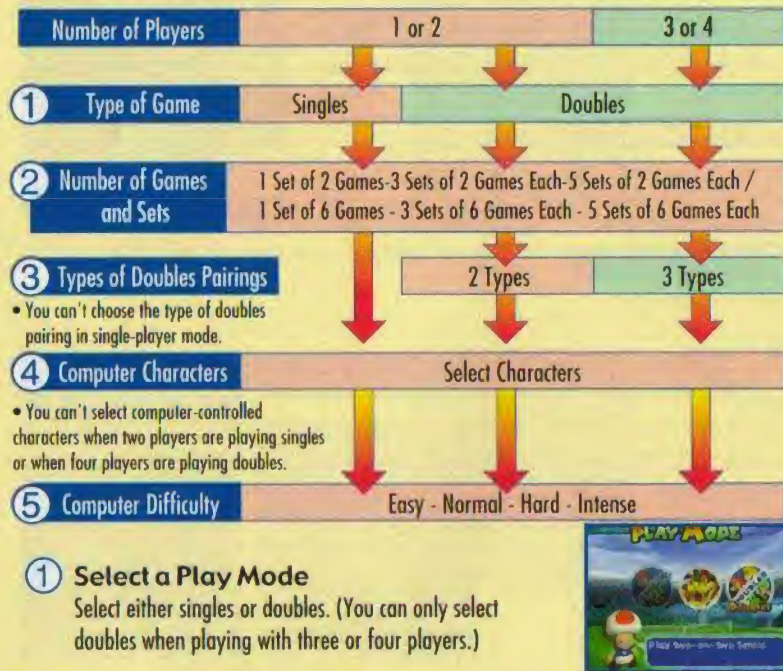 Number of Players
1 or 2
3 or 4
1 Type of Game
Singles
Doubles
2 Number of Games
and Sets
1 Set of 2 Games-3 Sets of 2 Games Each-5 Sets of 2 Games Each /
1 Set of 6 Games - 3 Sets of 6 Games Each - 5 Sets of 6 Games Each
3 Types of Doubles Pairings
2 Types
3 Types
• You can't choose the type of doubles
pairing in single-player mode.
4 Computer Characters
Select Characters
• You can't select computer-controlled
characters when two players are playing singles
or when four players are playing doubles.
5 Computer Difficulty
Easy - Normal - Hard - Intense
1 Select a Play Mode
Select either singles or doubles. (You can only select
doubles when playing with three or four players.)
PLAY MODE
Play two-on-two tennis.